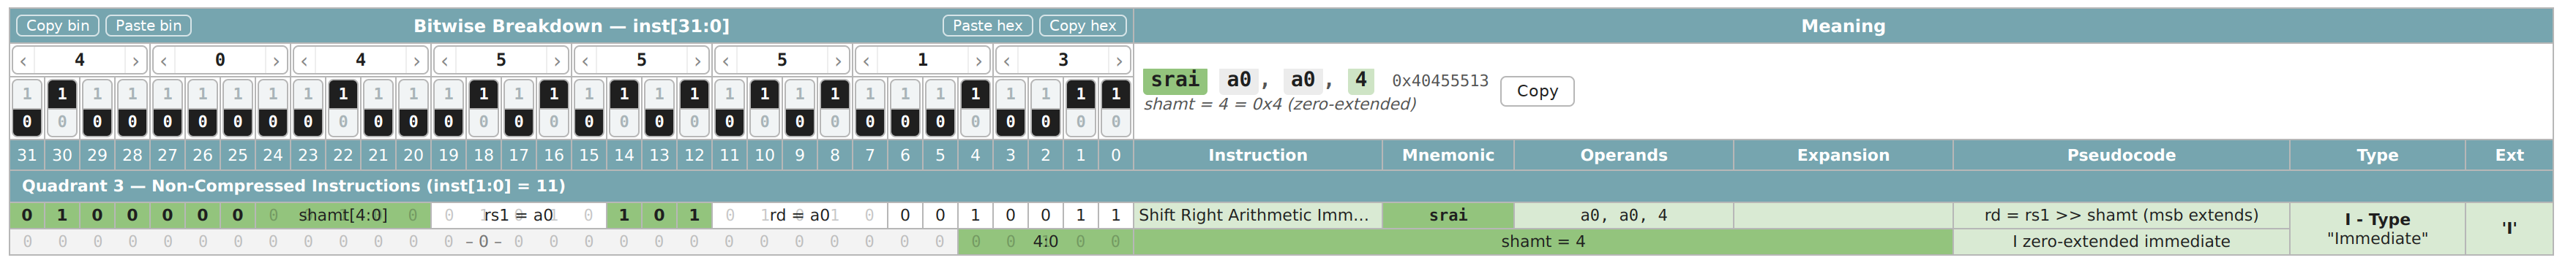 Copy bin Paste bin Bitwise Breakdown — inst[31:0] Paste hex Copy hex Meaning
‹ 4 › ‹ 0 › ‹ 4 › ‹ 5 › ‹ 5 › ‹ 5 › ‹ 1 › ‹ 3 ›
1 1 1 1 1 1 1 1 1 1 1 1 1 1 1 1 1 1 1 1 1 1 1 1 1 1 1 1 1 1 1 1
0 0 0 0 0 0 0 0 0 0 0 0 0 0 0 0 0 0 0 0 0 0 0 0 0 0 0 0 0 0 0 0
srai a0, a0, 4 0x40455513 Copy
shamt = 4 = 0x4 (zero-extended)
31 30 29 28 27 26 25 24 23 22 21 20 19 18 17 16 15 14 13 12 11 10 9 8 7 6 5 4 3 2 1 0 Instruction Mnemonic Operands Expansion Pseudocode Type Ext
Quadrant 3 — Non-Compressed Instructions (inst[1:0] = 11)
0 1 0 0 0 0 0 0 shamt[4:0] 0 0 rs1 = a0 0 1 0 1 0 rd = a0 0 0 0 1 0 0 1 1 Shift Right Arithmetic Imm... srai a0, a0, 4 rd = rs1 >> shamt (msb extends) I - Type "Immediate" 'I'
0 0 0 0 0 0 0 0 0 0 0 0 0 – 0 – 0 0 0 0 0 0 0 0 0 0 0 0 0 0 0 4:0 0 0 shamt = 4 I zero-extended immediate